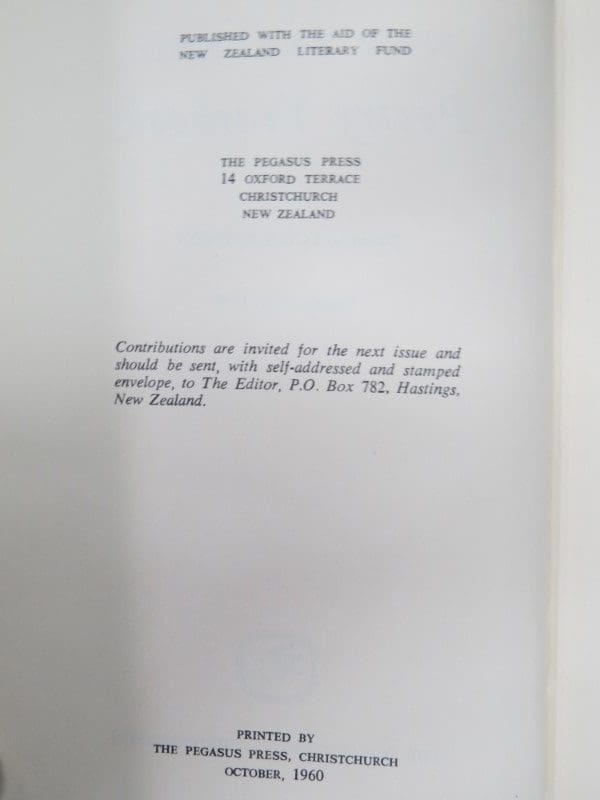 PUBLISHED WITH THE AID OF THE
NEW ZEALAND LITERARY FUND
THE PEGASUS PRESS
14 OXFORD TERRACE
CHRISTCHURCH
NEW ZEALAND
Contributions are invited for the next issue and
should be sent, with self-addressed and stamped
envelope, to The Editor, P.O. Box 782, Hastings,
New Zealand.
PRINTED BY
THE PEGASUS PRESS, CHRISTCHURCH
OCTOBER, 1960